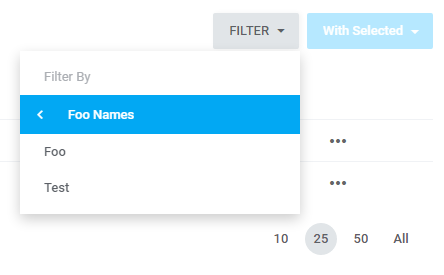 FILTER
With Selected
Filter By
Foo Names
Foo
Test
10 25 50 All